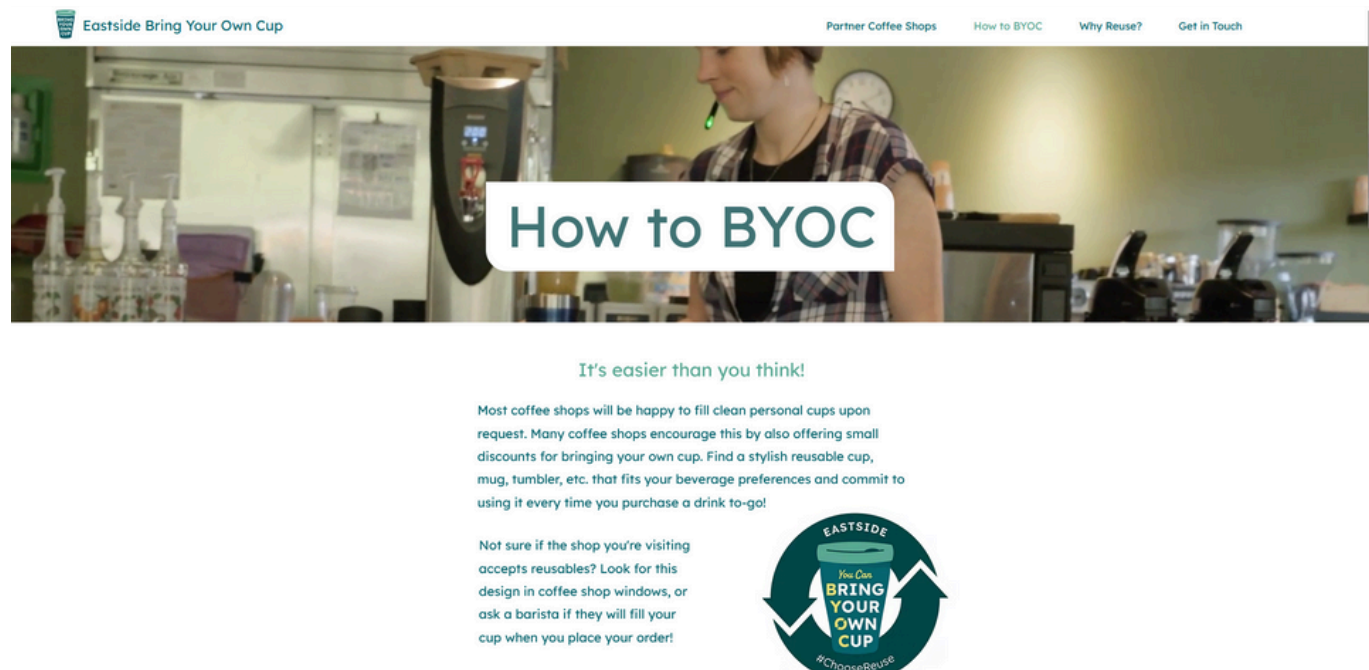 Eastside Bring Your Own Cup
Partner Coffee Shops
How to BYOC
Why Reuse?
Get in Touch
How to BYOC
It's easier than you think!
Most coffee shops will be happy to fill clean personal cups upon
request. Many coffee shops encourage this by also offering small
discounts for bringing your own cup. Find a stylish reusable cup,
mug, tumbler, etc. that fits your beverage preferences and commit to
using it every time you purchase a drink to-go!
Not sure if the shop you're visiting
accepts reusables? Look for this
design in coffee shop windows, or
ask a barista if they will fill your
cup when you place your order!
EASTSIDE
You Can
BRING
YOUR
OWN
CUP
#ChooseReuse